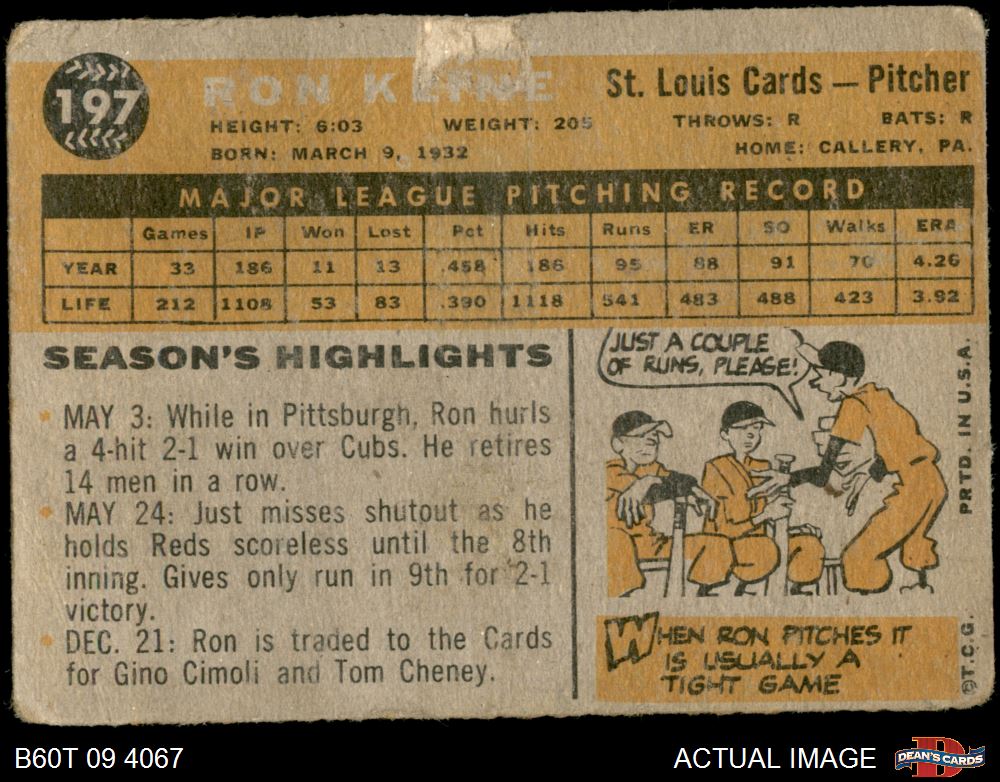 197
RON KLINE
St. Louis Cards — Pitcher
HEIGHT: 6:03 WEIGHT: 205 THROWS: R BATS: R
BORN: MARCH 9, 1932 HOME: CALLERY, PA.
MAJOR LEAGUE PITCHING RECORD
Games IP Won Lost Pct Hits Runs ER SO Walks ERA
YEAR 33 186 11 13 .458 186 95 88 91 70 4.26
LIFE 212 1108 53 83 .390 1118 541 483 488 423 3.92
SEASON'S HIGHLIGHTS
• MAY 3: While in Pittsburgh, Ron hurls
a 4-hit 2-1 win over Cubs. He retires
14 men in a row.
• MAY 24: Just misses shutout as he
holds Reds scoreless until the 8th
inning. Gives only run in 9th for 2-1
victory.
• DEC. 21: Ron is traded to the Cards
for Gino Cimoli and Tom Cheney.
JUST A COUPLE
OF RUNS, PLEASE!
WHEN RON PITCHES IT
IS USUALLY A
TIGHT GAME
PRTD. IN U.S.A.
©T.C.G.
B60T 09 4067
ACTUAL IMAGE
D
DEAN'S CARDS